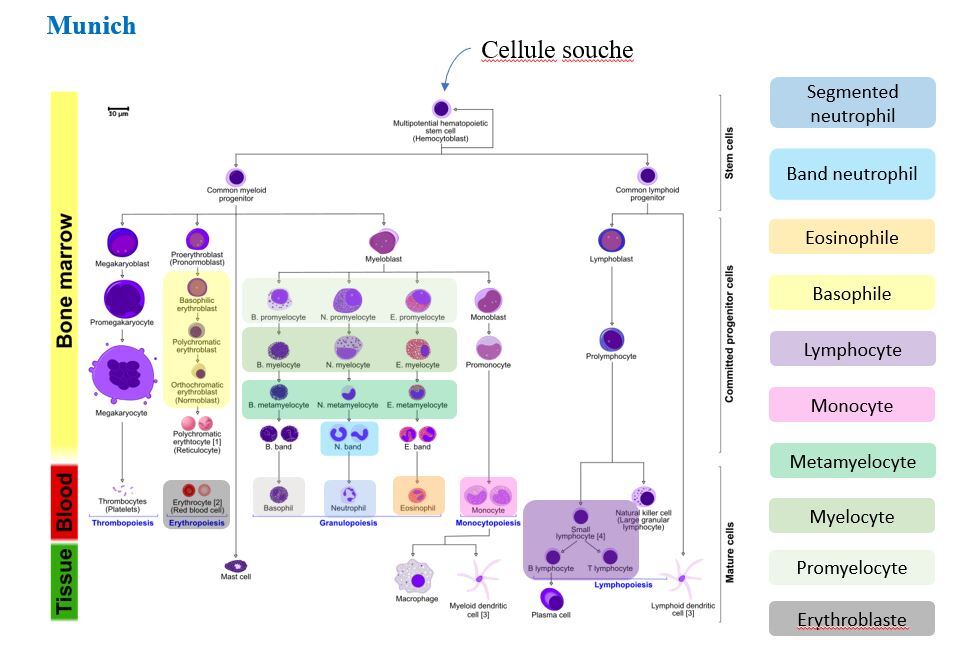 Munich
Cellule souche
10 μm
Multipotential hematopoietic
stem cell
(Hemocytoblast)
Common myeloid
progenitor
Common lymphoid
progenitor
Stem cells
Bone marrow
Megakaryoblast
Proerythroblast
(Pronormoblast)
Myeloblast
Lymphoblast
Promegakaryocyte
Basophilic
erythroblast
B. promyelocyte
N. promyelocyte
E. promyelocyte
Monoblast
Polychromatic
erythroblast
B. myelocyte
N. myelocyte
E. myelocyte
Promonocyte
Prolymphocyte
Committed progenitor cells
Megakaryocyte
Orthochromatic
erythroblast
(Normoblast)
B. metamyelocyte
N. metamyelocyte
E. metamyelocyte
Polychromatic
erythtocyte [1]
(Reticulocyte)
B. band
N. band
E. band
Blood
Thrombocytes
(Platelets)
Thrombopoiesis
Erythrocyte [2]
(Red blood cell)
Erythropoiesis
Basophil
Neutrophil
Eosinophil
Granulopoiesis
Monocyte
Monocytopoiesis
Natural killer cell
(Large granular
lymphocyte)
Small
lymphocyte [4]
B lymphocyte
T lymphocyte
Lymphopoiesis
Mature cells
Tissue
Mast cell
Macrophage
Myeloid dendritic
cell [3]
Plasma cell
Lymphoid dendritic
cell [3]
Segmented
neutrophil
Band neutrophil
Eosinophile
Basophile
Lymphocyte
Monocyte
Metamyelocyte
Myelocyte
Promyelocyte
Erythroblaste